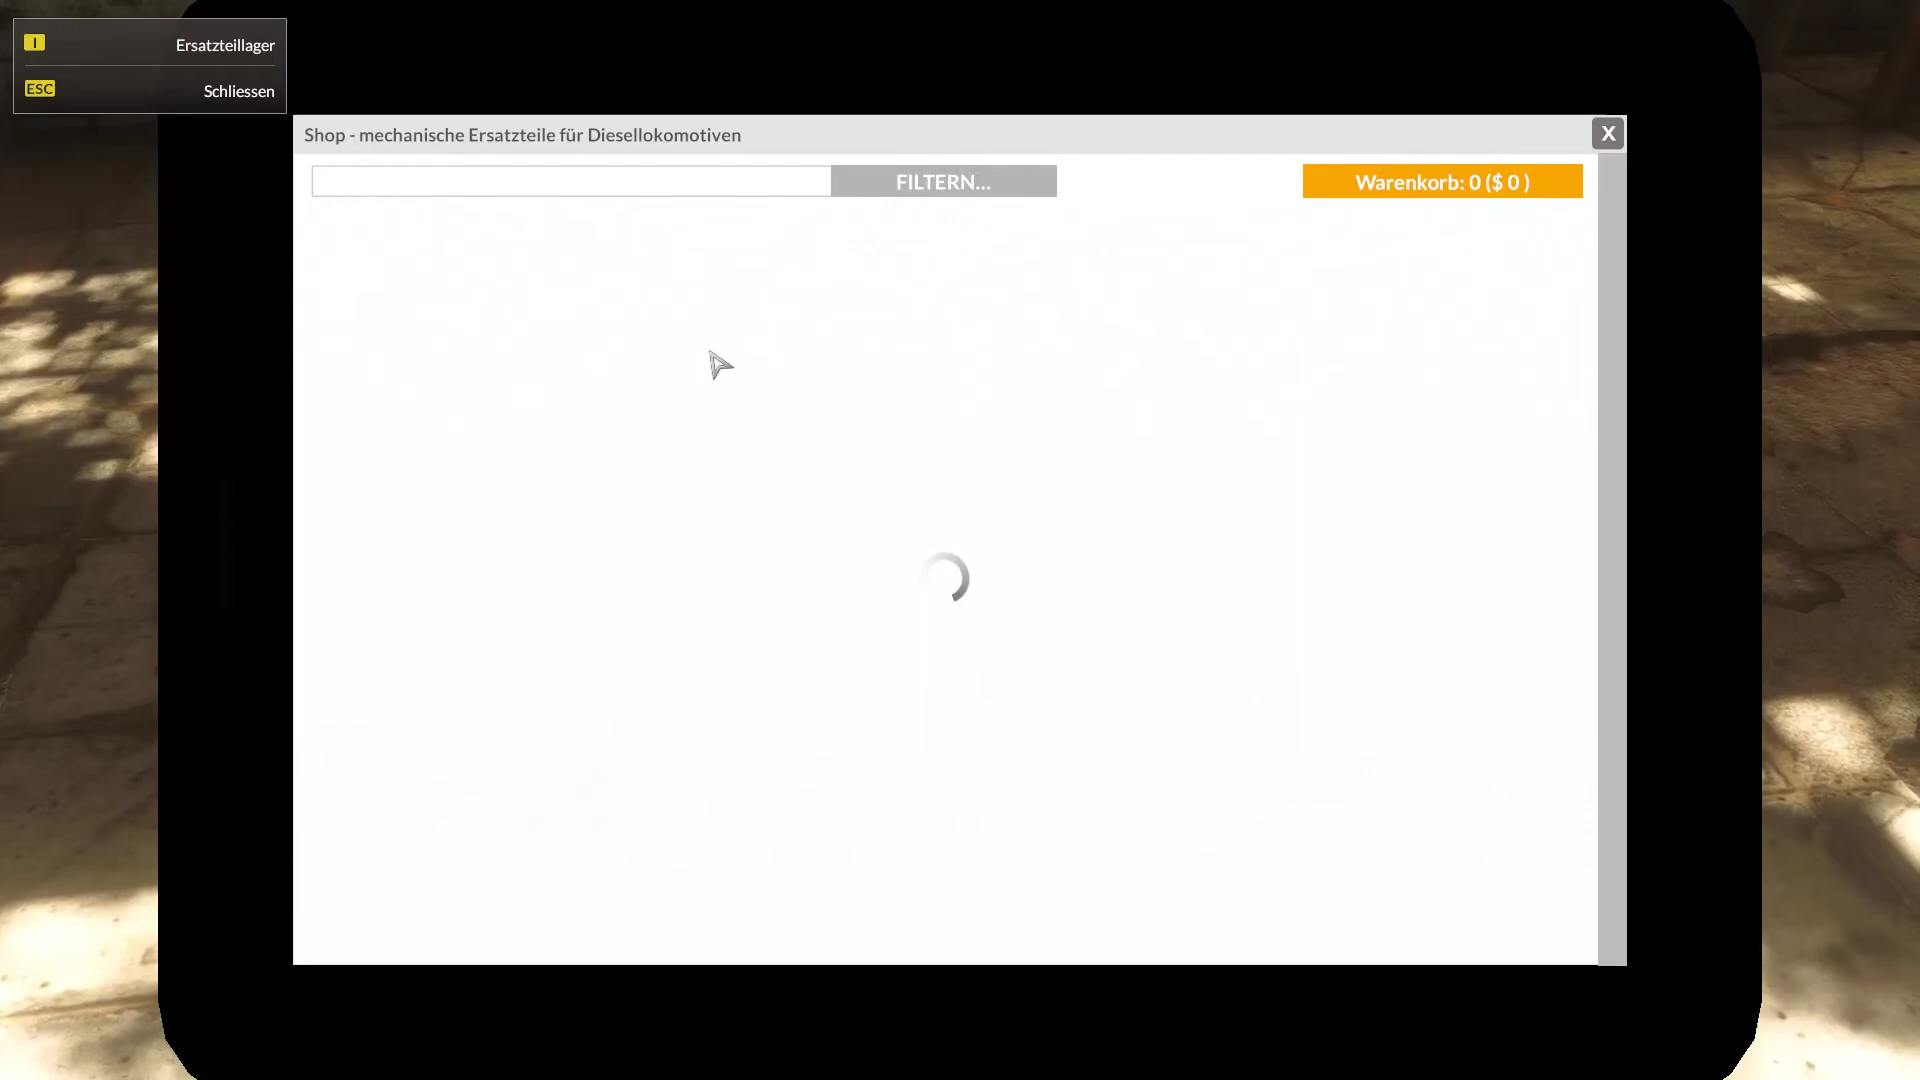 I Ersatzteillager
ESC Schliessen
Shop - mechanische Ersatzteile für Diesellokomotiven
X
FILTERN...
Warenkorb: 0 ($ 0 )